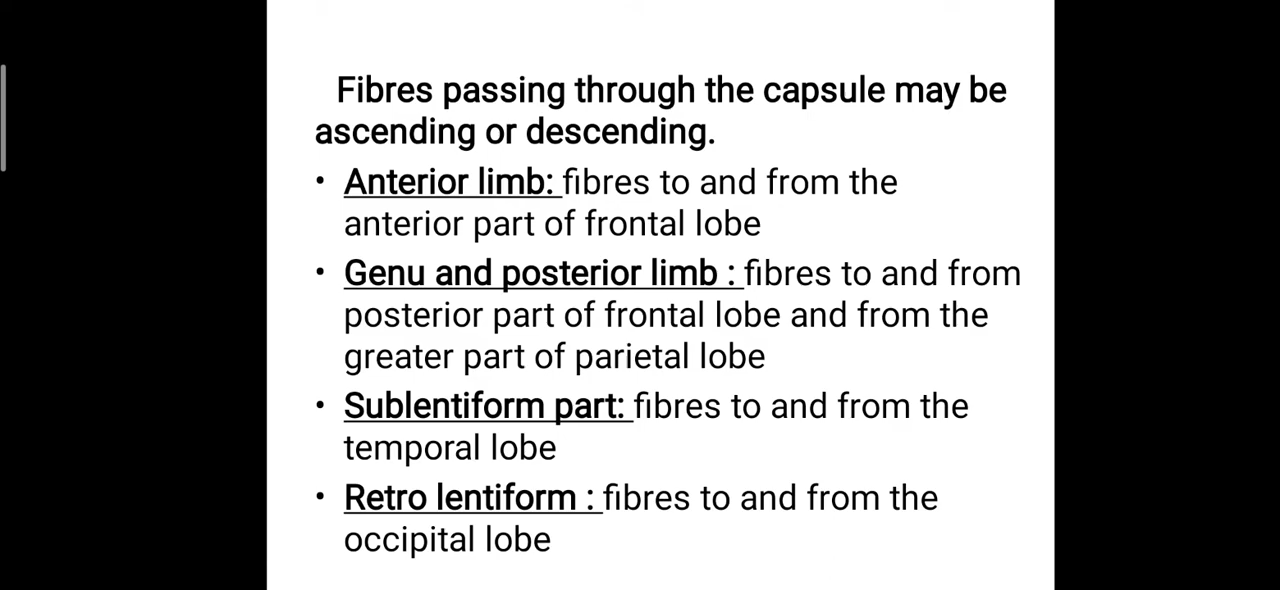 Fibres passing through the capsule may be
ascending or descending.
• Anterior limb: fibres to and from the
anterior part of frontal lobe
• Genu and posterior limb : fibres to and from
posterior part of frontal lobe and from the
greater part of parietal lobe
• Sublentiform part: fibres to and from the
temporal lobe
• Retro lentiform : fibres to and from the
occipital lobe